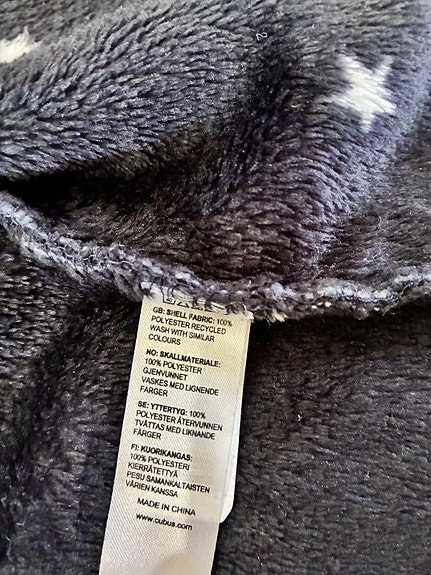 GB: SHELL FABRIC: 100%
POLYESTER RECYCLED
WASH WITH SIMILAR
COLOURS
NO: SKALLMATERIALE:
100% POLYESTER
GJENVUNNET
VASKES MED LIGNENDE
FARGER
SE: YTTERTYG: 100%
POLYESTER ÅTERVUNNEN
TVÄTTAS MED LIKNANDE
FÄRGER
FI: KUORIKANGAS:
100% POLYESTERI
KIERRÄTETTYÄ
PESU SAMANKALTAISTEN
VÄRIEN KANSSA
MADE IN CHINA
www.cubus.com